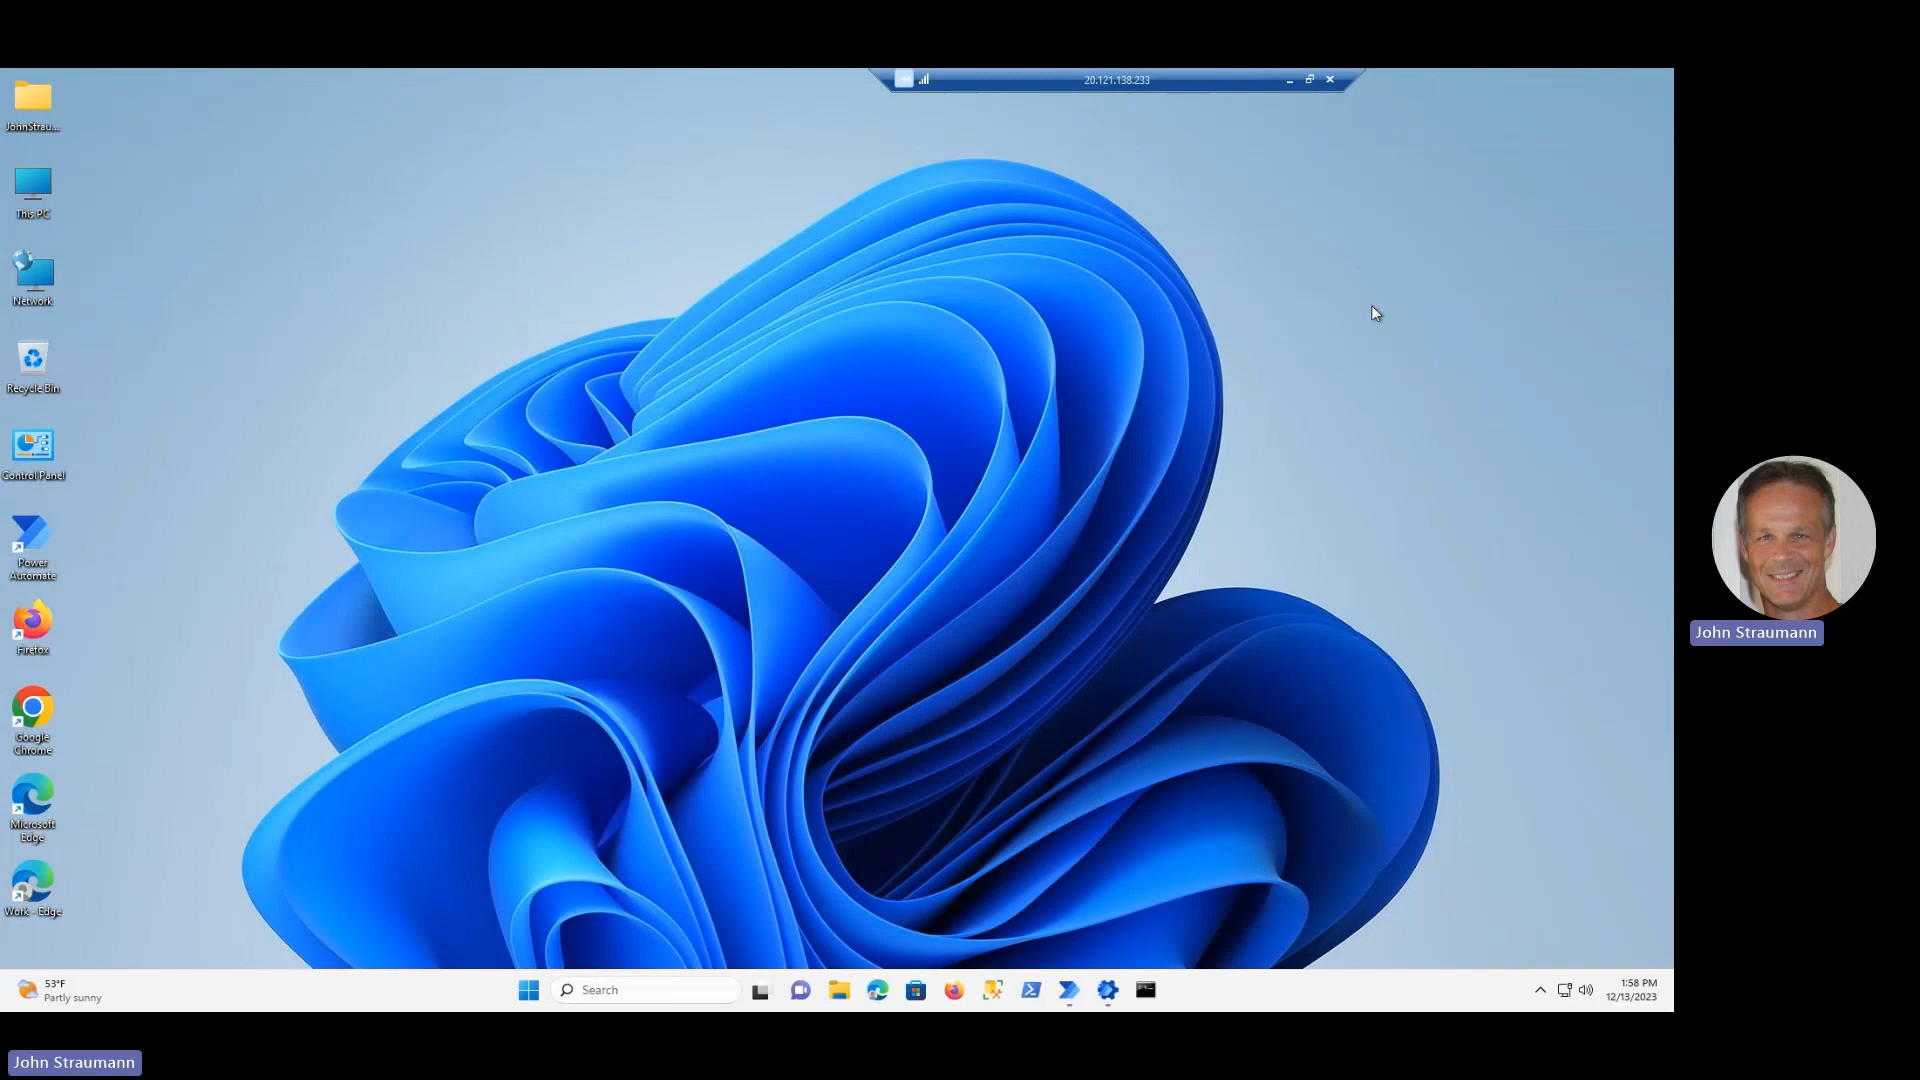 20.121.138.233
JohnStrau...
This PC
Network
Recycle Bin
Control Panel
Power
Automate
Firefox
Google
Chrome
Microsoft
Edge
Work - Edge
John Straumann
53°F
Partly sunny
Search
1:58 PM
12/13/2023
John Straumann